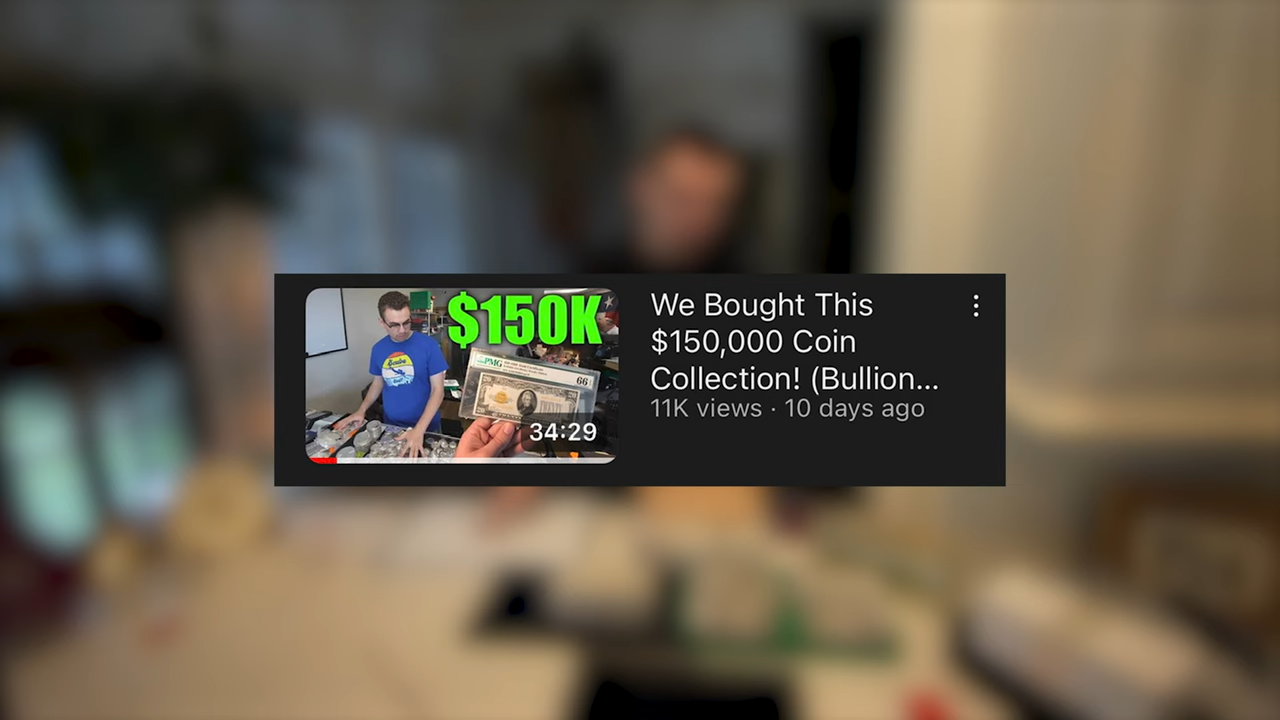 $150K
PMG
66
34:29
We Bought This
$150,000 Coin
Collection! (Bullion...
11K views · 10 days ago